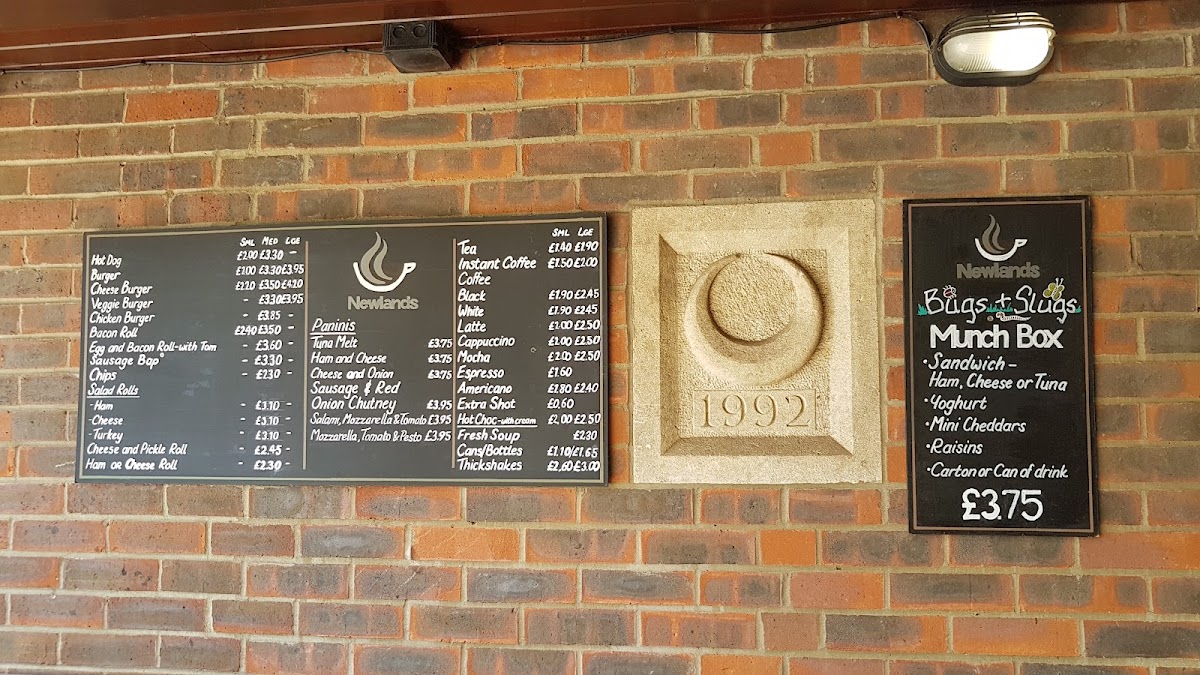 SML MED LGE
Hot Dog £2.90 £3.30 -
Burger £2.00 £3.30 £3.95
Cheese Burger £2.20 £3.50 £4.20
Veggie Burger - £3.30 £3.95
Chicken Burger - £3.85 -
Bacon Roll £2.40 £3.50 -
Egg and Bacon Roll-with Tom - £3.60 -
Sausage Bap - £3.30 -
Chips - £2.30 -
Salad Rolls
-Ham - £3.10 -
-Cheese - £3.10 -
-Turkey - £3.10 -
Cheese and Pickle Roll - £2.45 -
Ham OR Cheese Roll - £2.30 -
Newlands
Paninis
Tuna Melt £3.75
Ham and Cheese £3.75
Cheese and Onion £3.75
Sausage & Red
Onion Chutney £3.95
Salami, Mozzarella & Tomato £3.95
Mozzarella, Tomato & Pesto £3.95
SML LGE
Tea £1.40 £1.90
Instant Coffee £1.50 £2.00
Coffee
Black £1.90 £2.45
White £1.90 £2.45
Latte £2.00 £2.50
Cappuccino £2.00 £2.50
Mocha £2.00 £2.50
Espresso £1.60
Americano £1.80 £2.40
Extra Shot £0.60
Hot Choc-with cream £2.00 £2.50
Fresh Soup £2.30
Cans/Bottles £1.10/£1.65
Thickshakes £2.60 £3.00
1992
Newlands
Bugs + Slugs
Munch Box
·Sandwich -
Ham, Cheese or Tuna
·Yoghurt
·Mini Cheddars
·Raisins
·Carton or Can of drink
£3.75